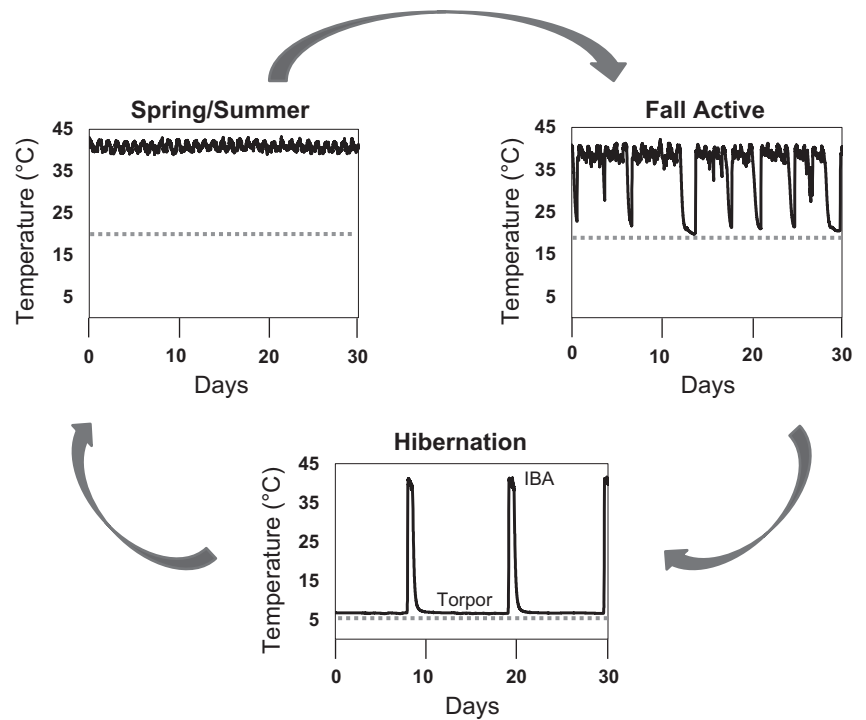 Spring/Summer
45
35
25
15
5
Temperature (°C)
0 10 20 30
Days
Fall Active
45
35
25
15
5
Temperature (°C)
0 10 20 30
Days
Hibernation
45
35
25
15
5
Temperature (°C)
IBA
Torpor
0 10 20 30
Days